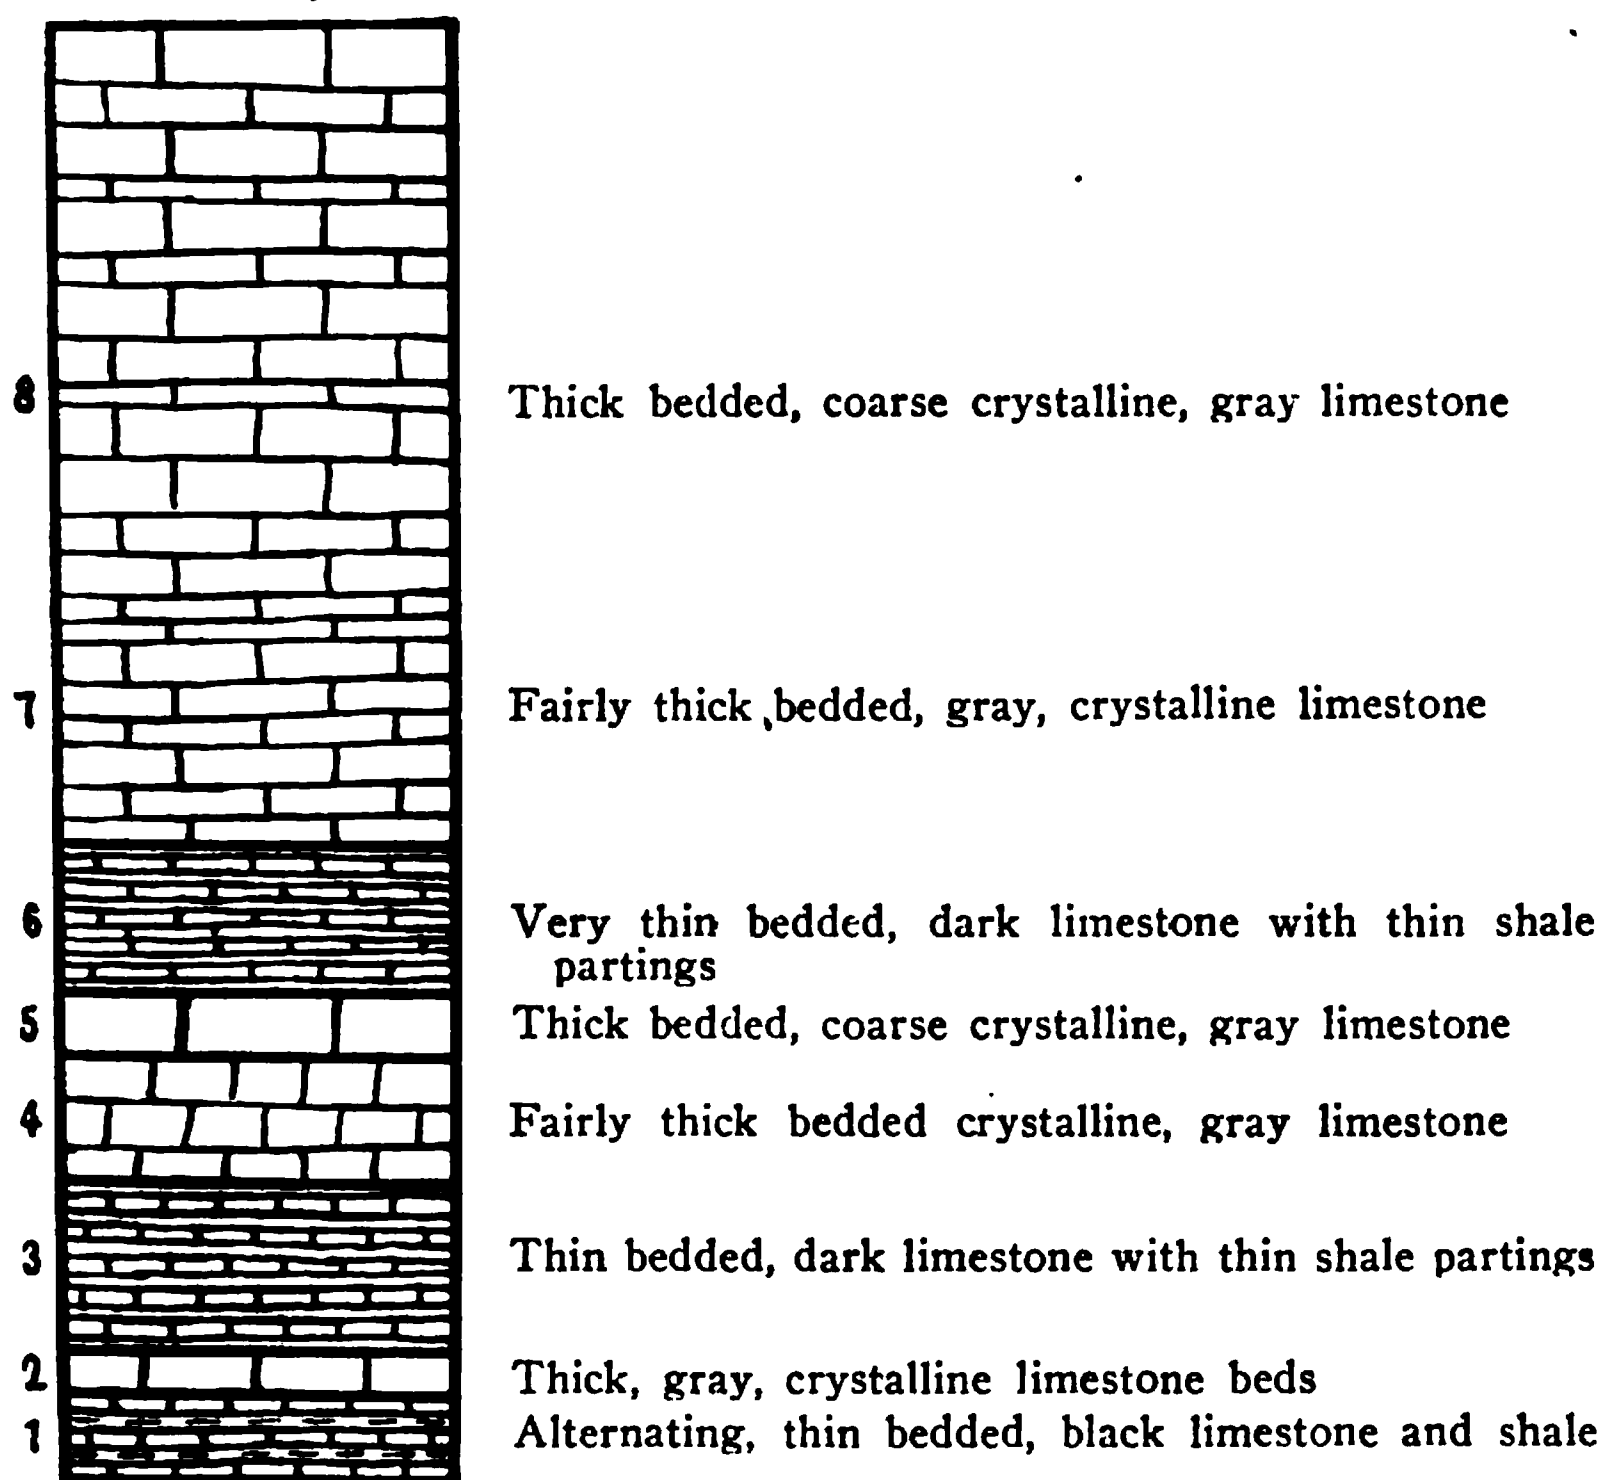 8 Thick bedded, coarse crystalline, gray limestone
7 Fairly thick bedded, gray, crystalline limestone
6 Very thin bedded, dark limestone with thin shale
partings
5 Thick bedded, coarse crystalline, gray limestone
4 Fairly thick bedded crystalline, gray limestone
3 Thin bedded, dark limestone with thin shale partings
2 Thick, gray, crystalline limestone beds
1 Alternating, thin bedded, black limestone and shale